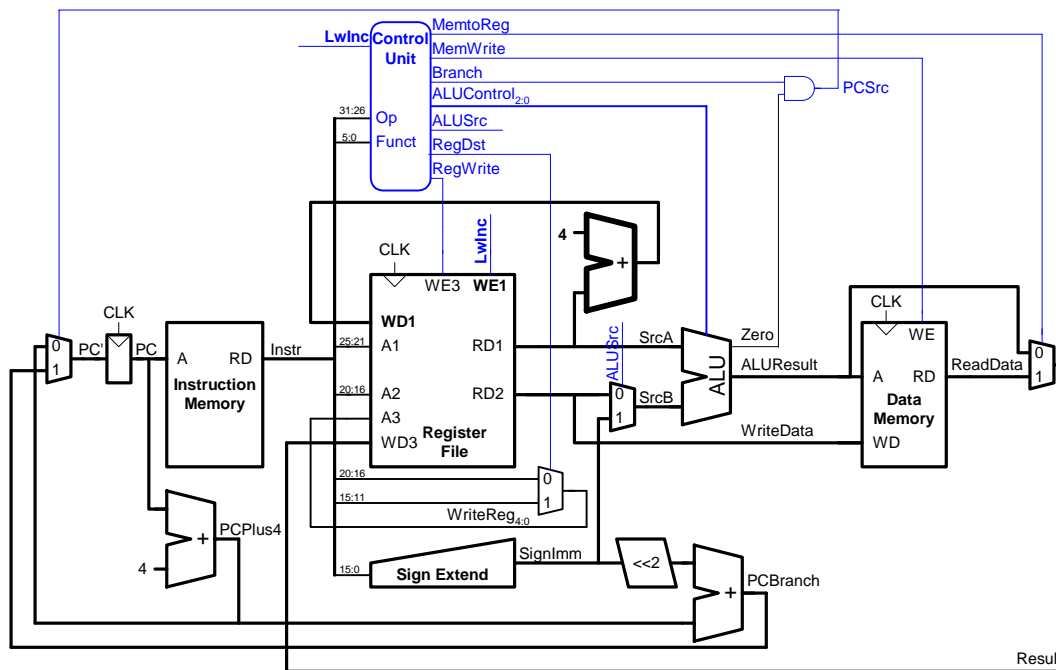 MemtoReg
LwInc Control
Unit
MemWrite
Branch
PCSrc
ALUControl2:0
31:26 Op
ALUSrc
5:0 Funct
RegDst
RegWrite
4
+
CLK
LwInc
WE3 WE1
WD1
CLK
0
1
PC'
PC
A RD
Instruction
Memory
Instr
25:21 A1
RD1
20:16 A2
RD2
A3
WD3
Register
File
ALUSrc
SrcA
0
1
SrcB
ALU
Zero
ALUResult
WriteData
CLK
WE
A RD
Data
Memory
WD
ReadData
0
1
20:16
15:11
0
1
WriteReg4:0
PCPlus4
+
4
15:0
Sign Extend
SignImm
<<2
+
PCBranch
Resul